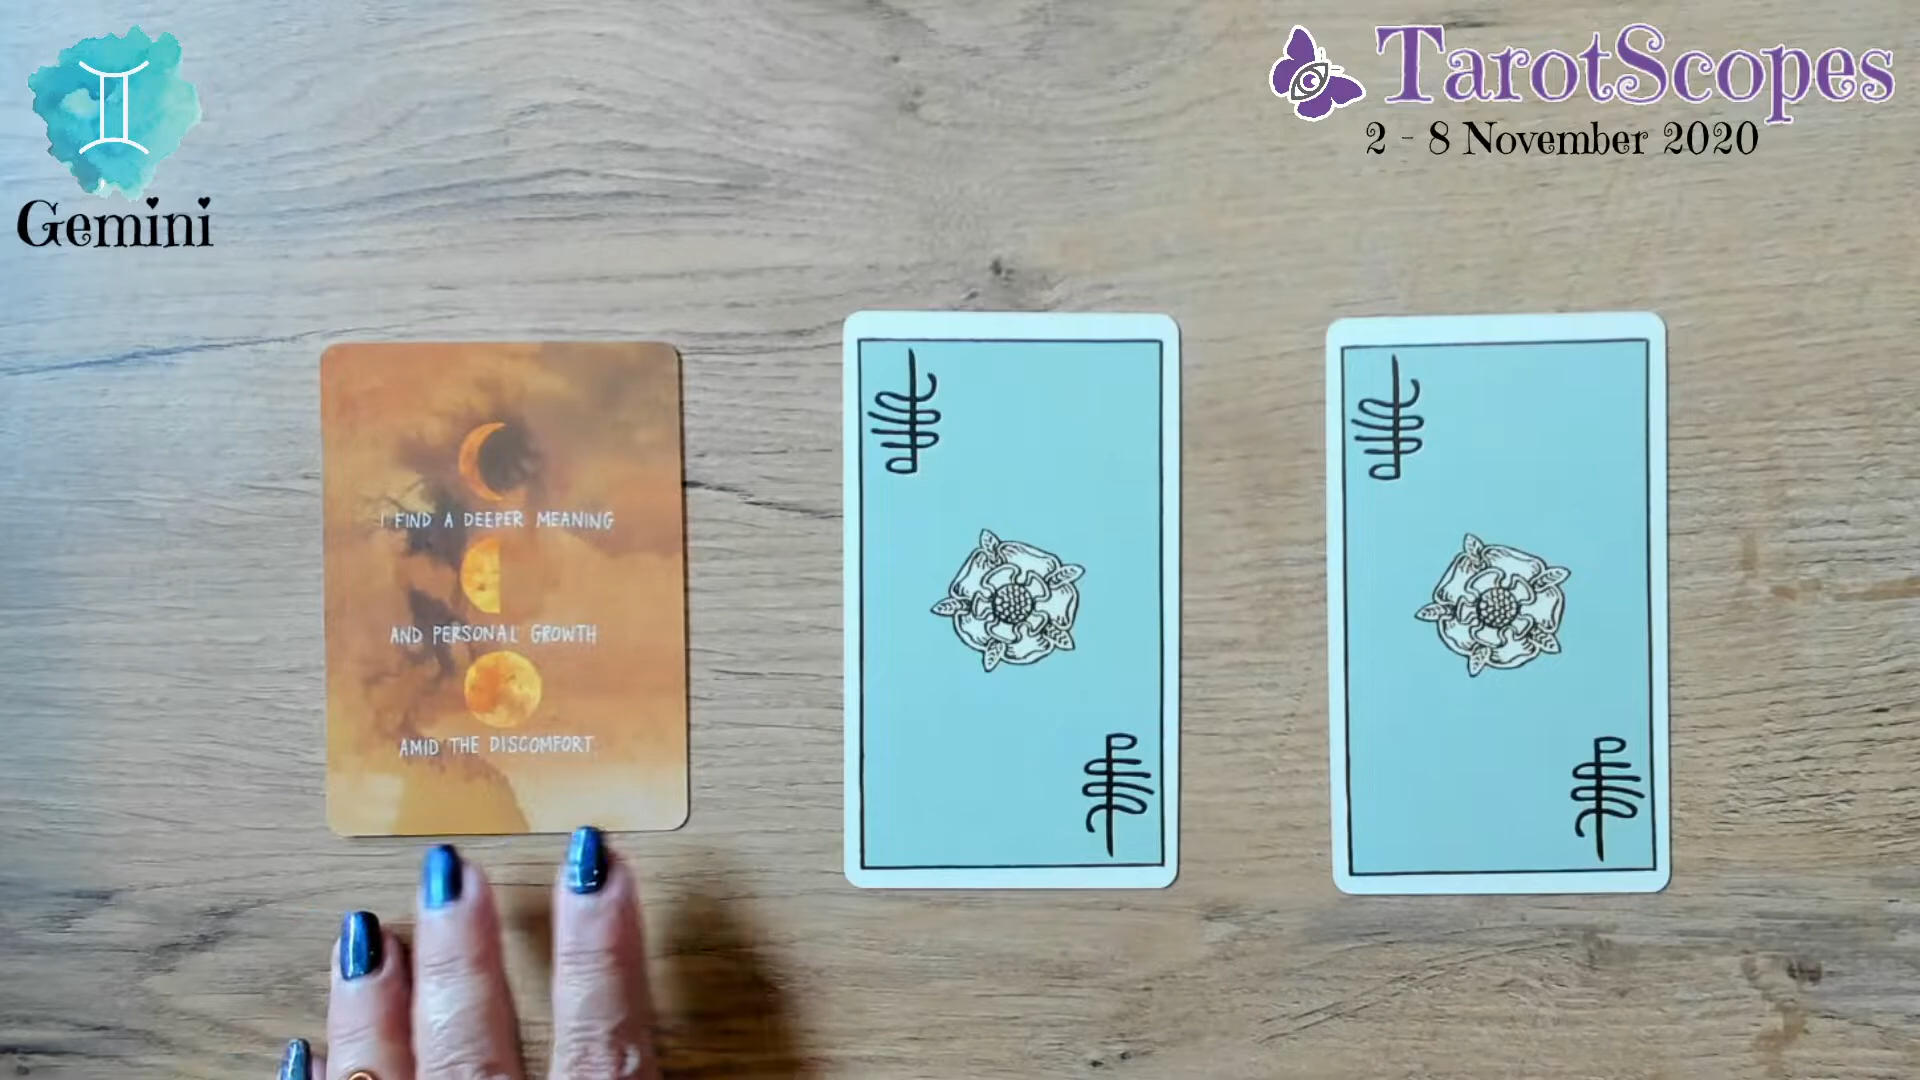 Gemini
TarotScopes
2 - 8 November 2020
I FIND A DEEPER MEANING
AND PERSONAL GROWTH
AMID THE DISCOMFORT